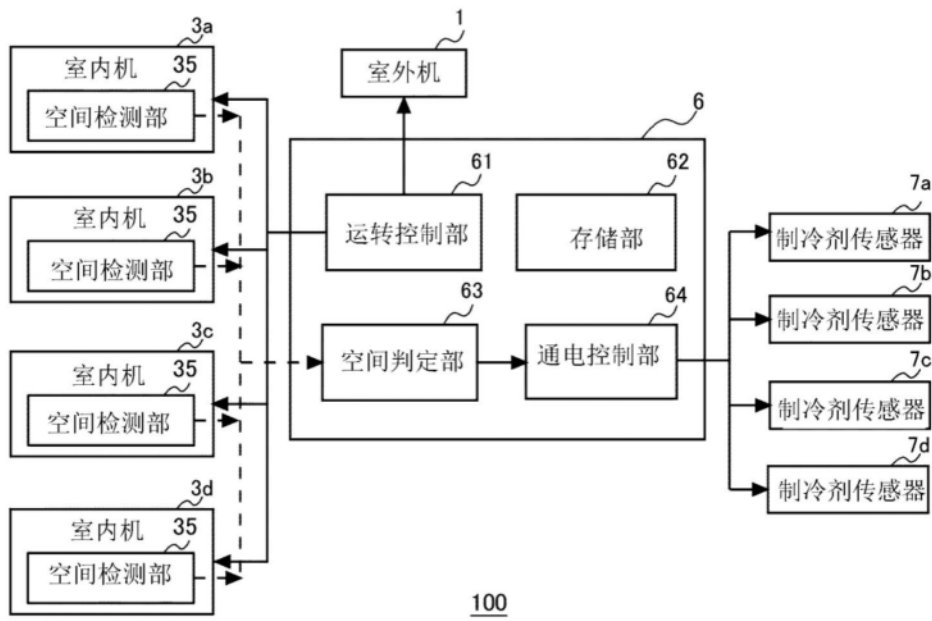 3a
室内机
35
空间检测部
3b
室内机
35
空间检测部
3c
室内机
35
空间检测部
3d
室内机
35
空间检测部
1
室外机
6
61
运转控制部
62
存储部
63
空间判定部
64
通电控制部
7a
制冷剂传感器
7b
制冷剂传感器
7c
制冷剂传感器
7d
制冷剂传感器
100